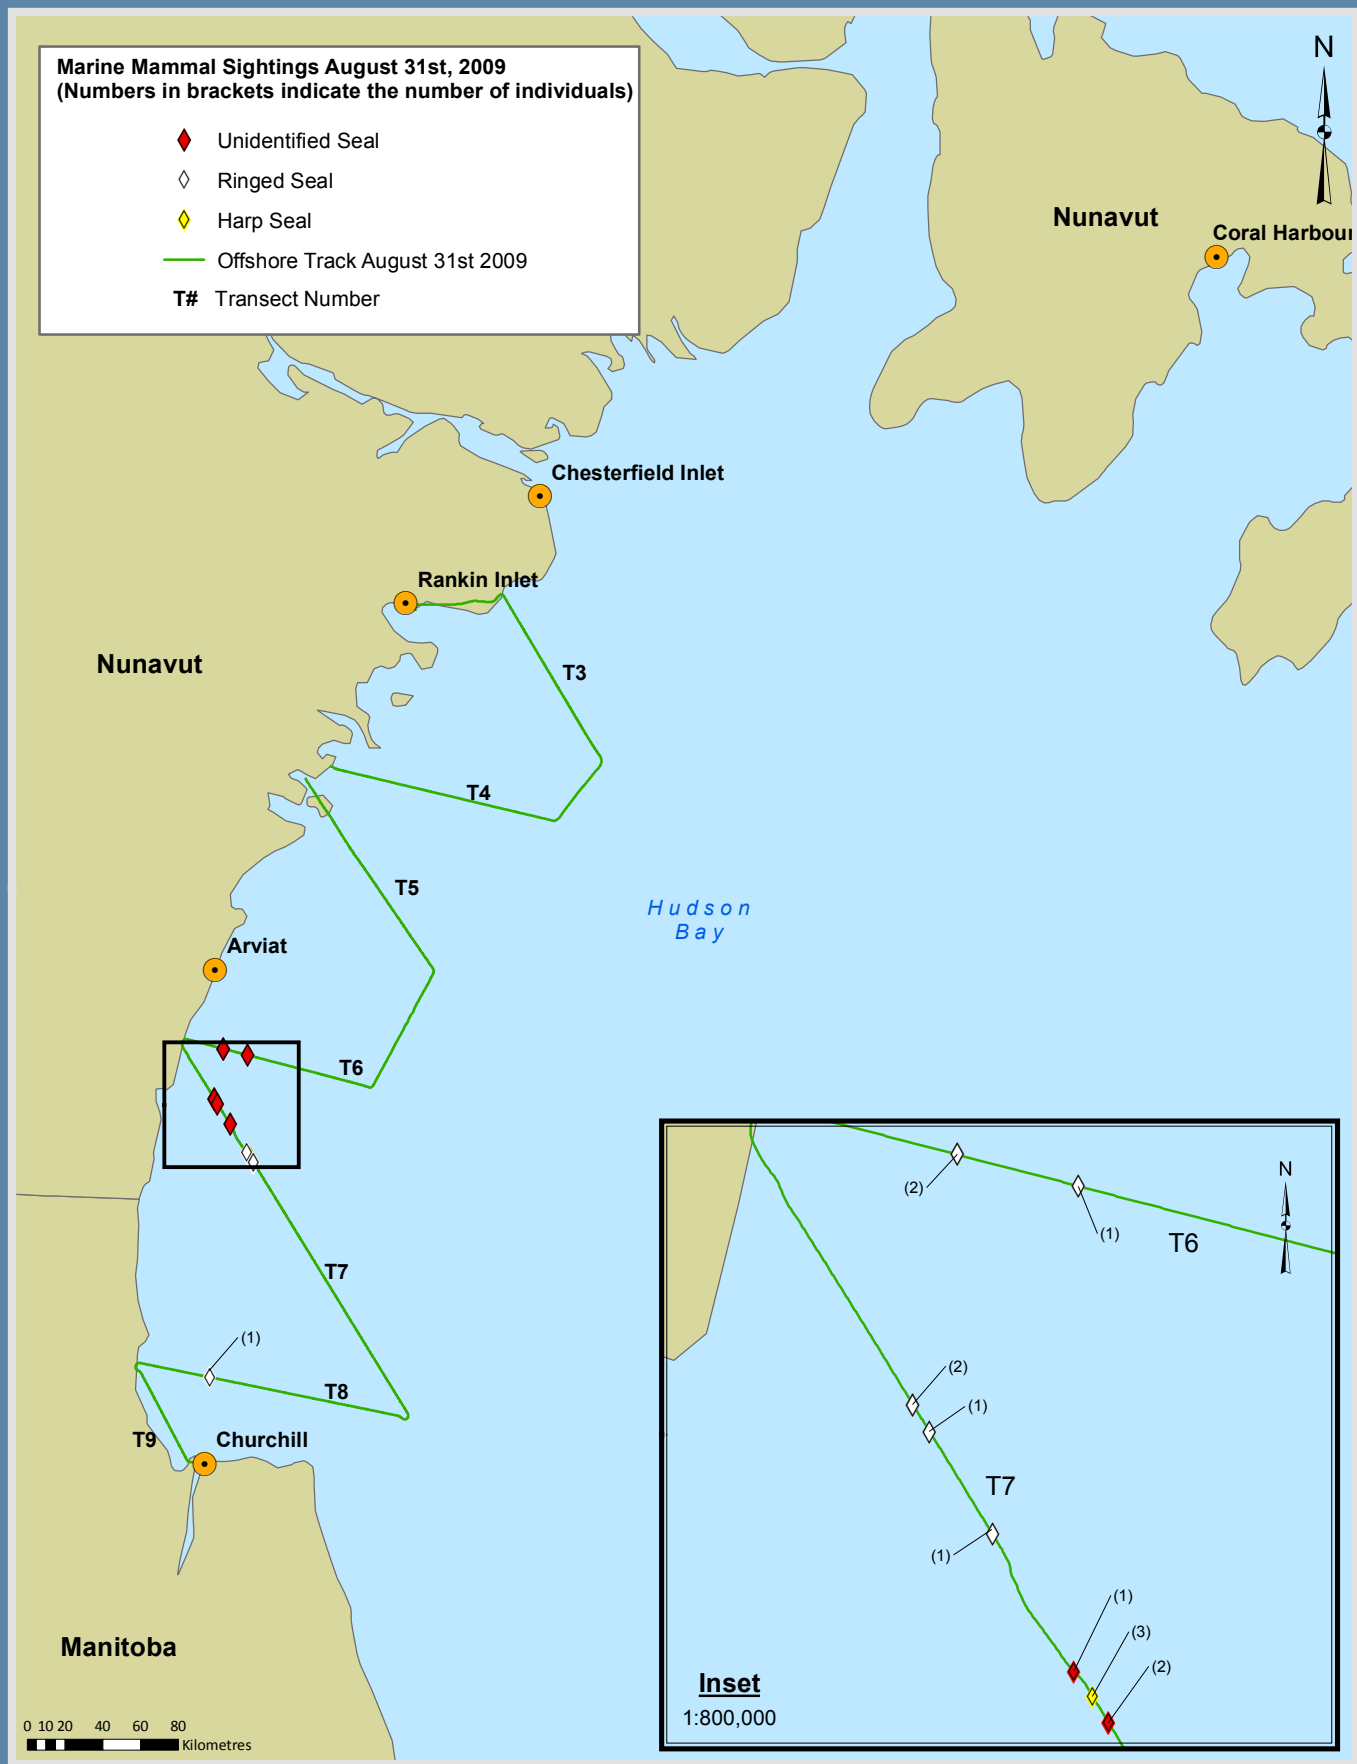 Marine Mammal Sightings August 31st, 2009
(Numbers in brackets indicate the number of individuals)
Unidentified Seal
Ringed Seal
Harp Seal
Offshore Track August 31st 2009
T# Transect Number
N
Nunavut
Coral Harbour
Chesterfield Inlet
Rankin Inlet
Nunavut
T3
T4
T5
Hudson
Bay
Arviat
T6
T7
(1)
T8
T9
Churchill
Manitoba
0 10 20 40 60 80
Kilometres
N
(2)
(1)
T6
(2)
(1)
T7
(1)
(1)
(3)
(2)
Inset
1:800,000